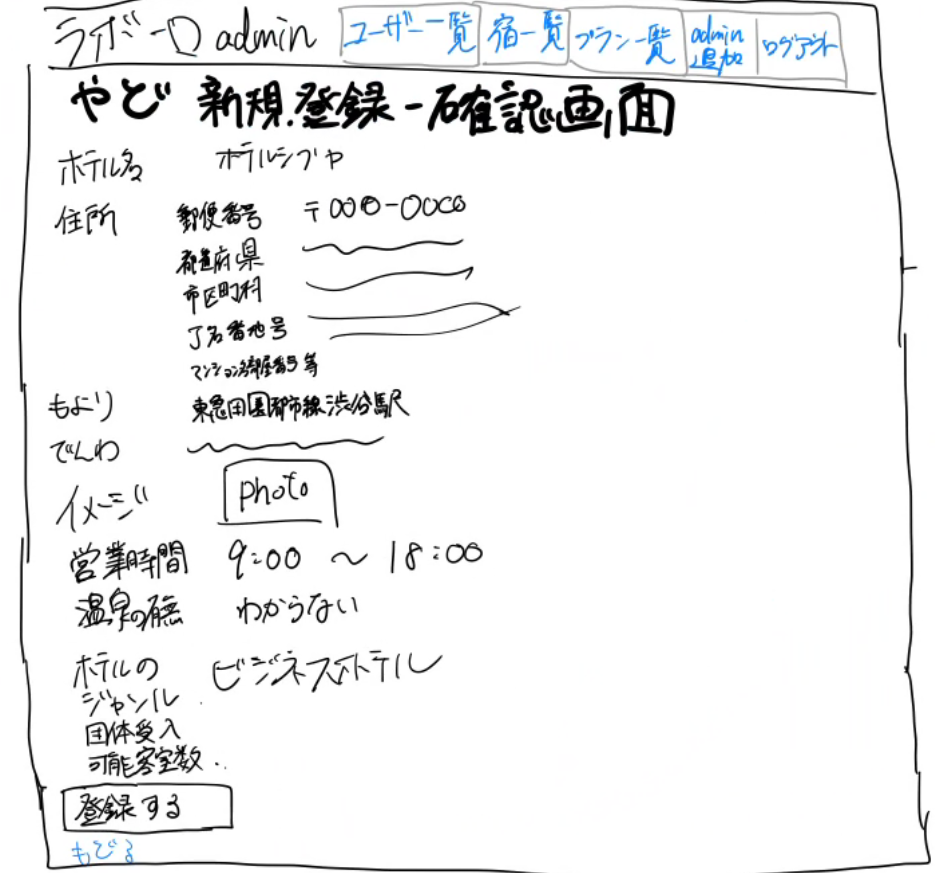 ライボーロ admin ユーザー一覧 宿一覧 プラン一覧 admin追加 ログアウト
やど 新規登録-確認画面
ホテル名 ホテルシブヤ
住所 郵便番号 〒000-0000
都道府県
市区町村
丁名番地号
マンション名部屋番号等
もより 東急田園都市線渋谷駅
でんわ
イメージ photo
営業時間 9:00 ~ 18:00
温泉の有無 わからない
ホテルの ビジネスホテル
ジャンル
団体受入
可能客室数..
登録する
もどる